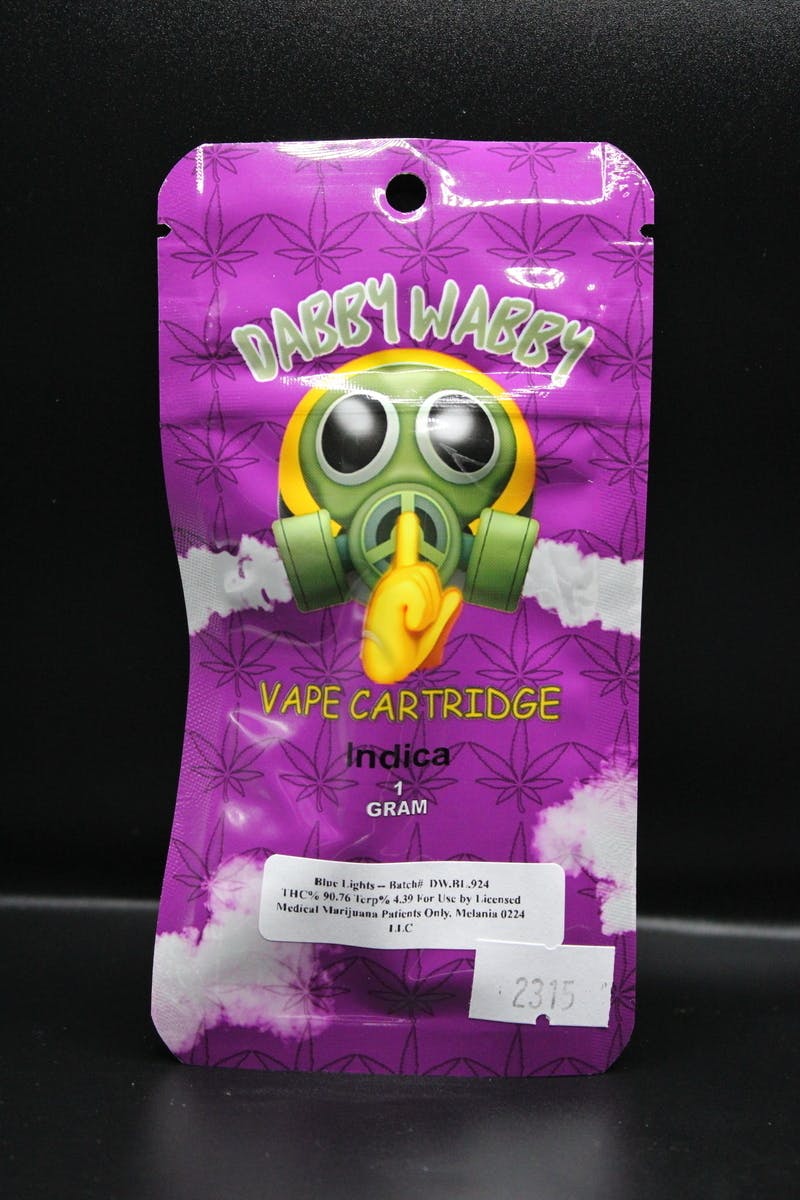 DABBY WABBY
VAPE CARTRIDGE
Indica
1
GRAM
Blue Lights -- Batch# DW.BL.924
THC% 90.76 Terp% 4.39 For Use by Licensed
Medical Marijuana Patients Only. Melania 0224
LLC
2315